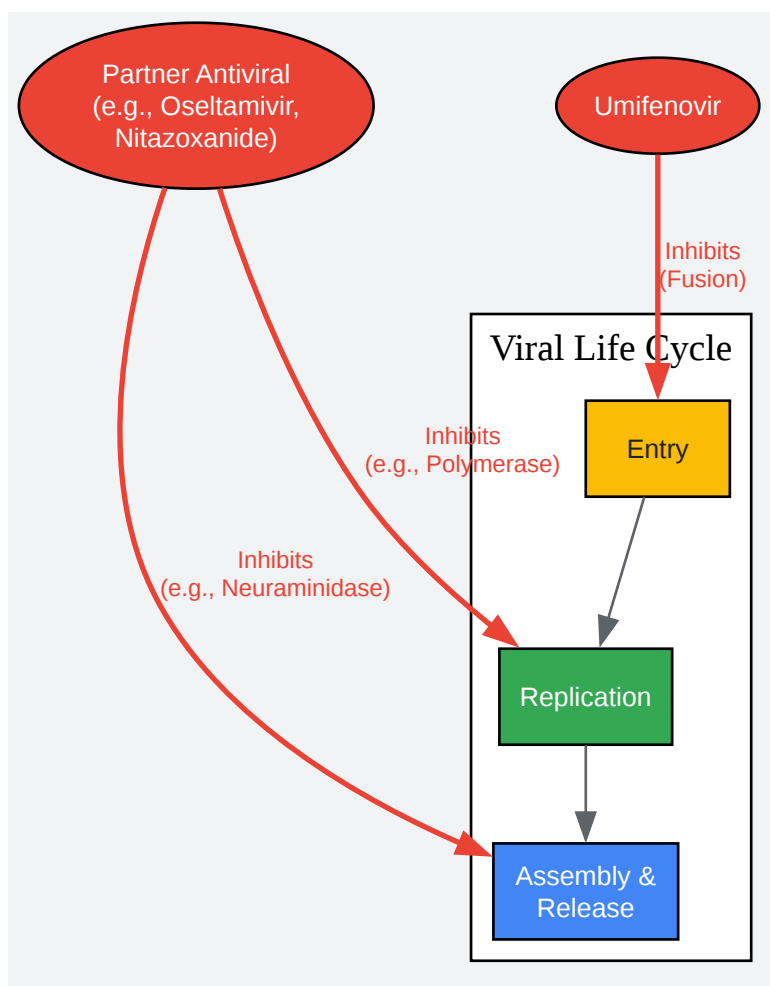 Partner Antiviral
(e.g., Oseltamivir,
Nitazoxanide)
Umifenovir
Inhibits
(Fusion)
Viral Life Cycle
Entry
Inhibits
(e.g., Polymerase)
Inhibits
(e.g., Neuraminidase)
Replication
Assembly &
Release